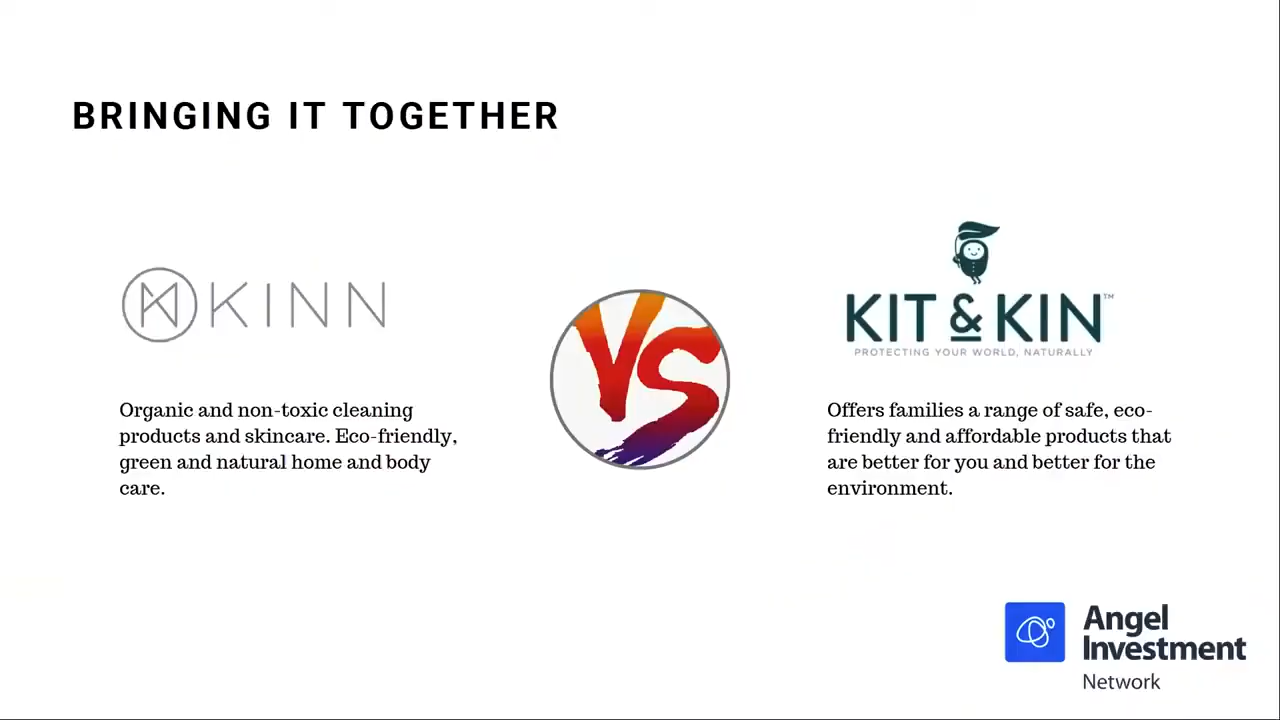 BRINGING IT TOGETHER
KINN
Organic and non-toxic cleaning
products and skincare. Eco-friendly,
green and natural home and body
care.
VS
KIT & KIN™
PROTECTING YOUR WORLD, NATURALLY
Offers families a range of safe, eco-
friendly and affordable products that
are better for you and better for the
environment.
Angel
Investment
Network